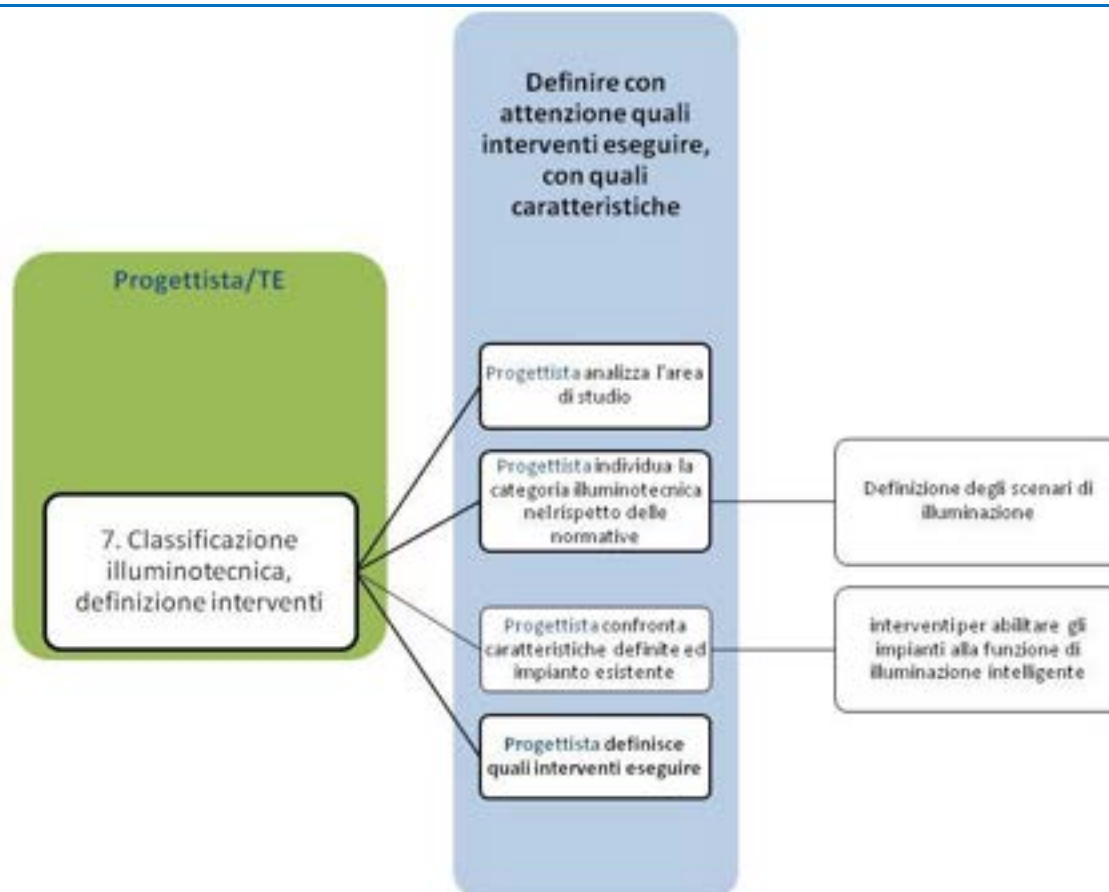 Definire con
attenzione quali
interventi eseguire,
con quali
caratteristiche
Progettista/TE
7. Classificazione
illuminotecnica,
definizione interventi
Progettista analizza l'area
di studio
Progettista individua la
categoria illuminotecnica
nel rispetto delle
normative
Progettista confronta
caratteristiche definite ed
impianto esistente
Progettista definisce
quali interventi eseguire
Definizione degli scenari di
illuminazione
interventi per abilitare gli
impianti alla funzione di
illuminazione intelligente